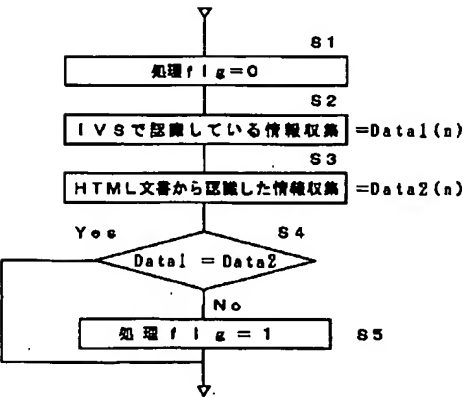 S1
処理flg=0
S2
IVSで認識している情報収集 =Data1(n)
S3
HTML文書から認識した情報収集 =Data2(n)
Yes S4
Data1 = Data2
No
処理flg=1 S5